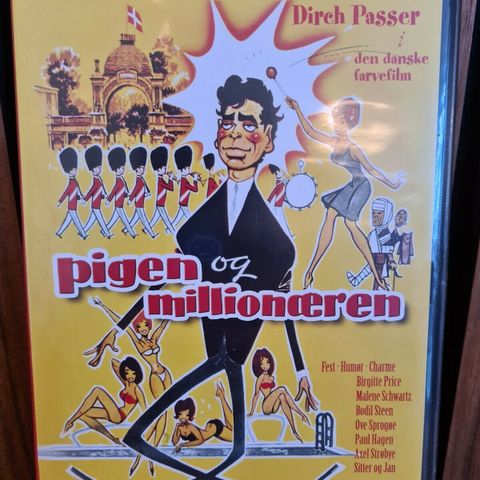 Dirch Passer
i
den danske
farvefilm
pigen og
millionæren
Fest - Humør - Charme
Birgitte Price
Malene Schwartz
Bodil Steen
Ove Sprogøe
Paul Hagen
Axel Strøbye
Sitter og Jan